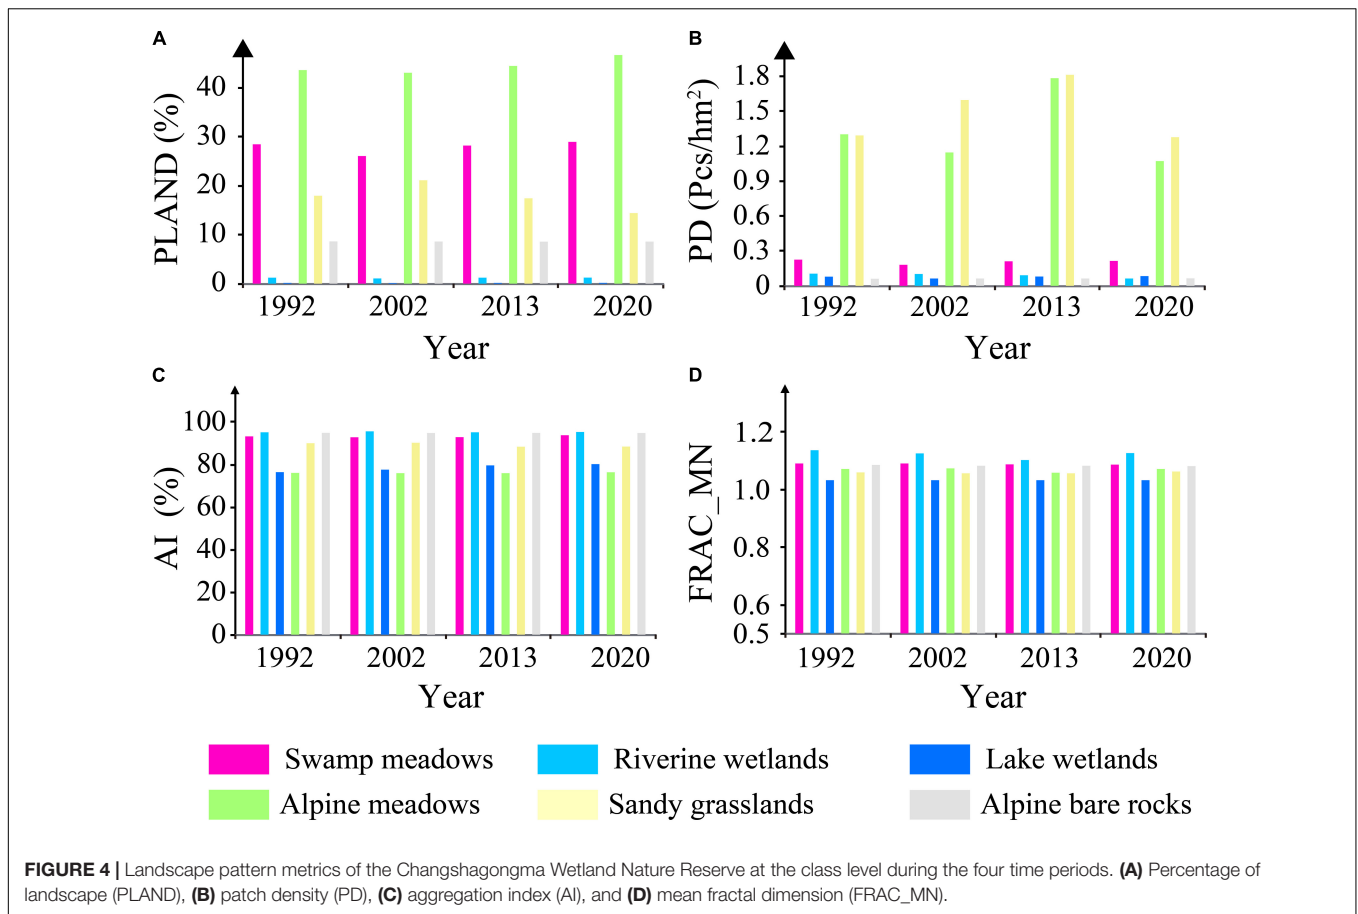 A
PLAND (%)
40
30
20
10
0
1992 2002 2013 2020
Year
B
PD (Pcs/hm²)
1.8
1.5
1.2
0.9
0.6
0.3
0
1992 2002 2013 2020
Year
C
AI (%)
100
80
60
40
20
0
1992 2002 2013 2020
Year
D
FRAC_MN
1.2
1.0
0.8
0.6
0.5
1992 2002 2013 2020
Year
Swamp meadows Riverine wetlands Lake wetlands
Alpine meadows Sandy grasslands Alpine bare rocks
FIGURE 4 | Landscape pattern metrics of the Changshagongma Wetland Nature Reserve at the class level during the four time periods. (A) Percentage of
landscape (PLAND), (B) patch density (PD), (C) aggregation index (AI), and (D) mean fractal dimension (FRAC_MN).